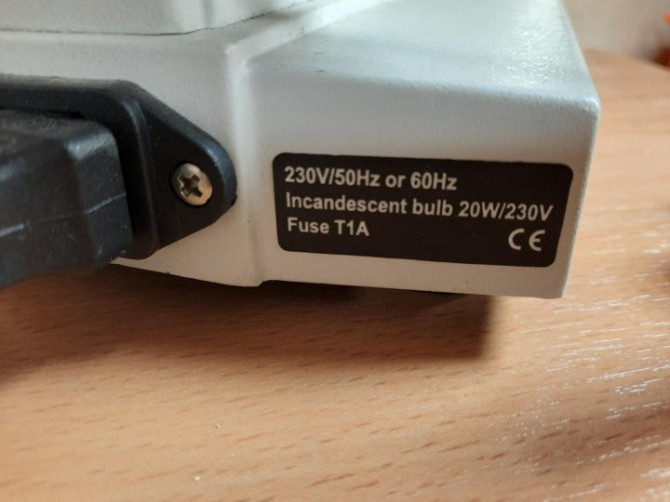 230V/50Hz or 60Hz
Incandescent bulb 20W/230V
Fuse T1A
CE